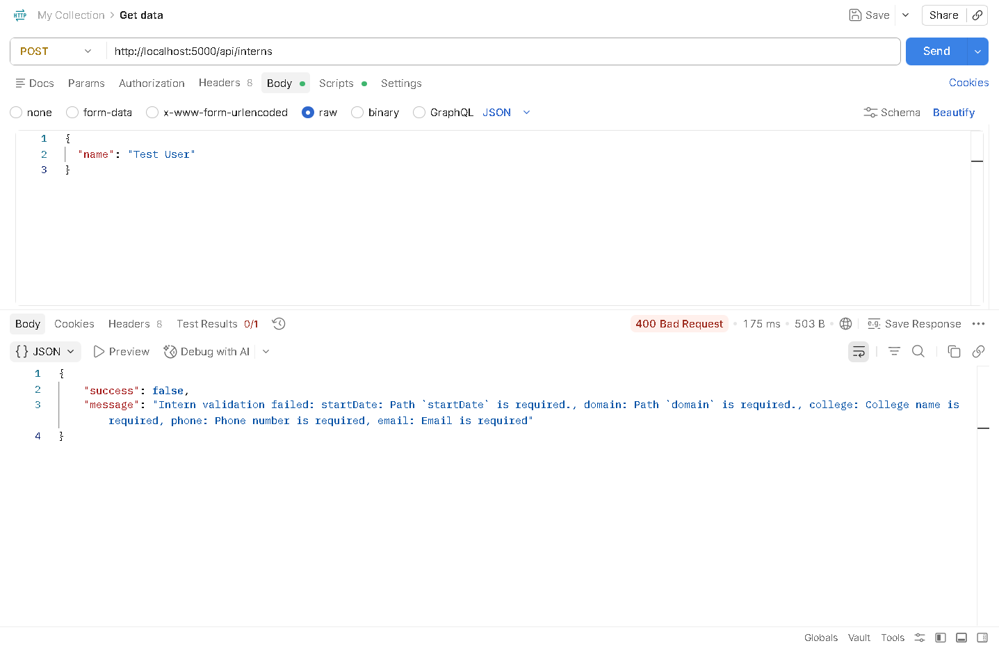 HTTP My Collection > Get data Save Share
POST http://localhost:5000/api/interns Send
Docs Params Authorization Headers 8 Body Scripts Settings Cookies
none form-data x-www-form-urlencoded raw binary GraphQL JSON Schema Beautify
1 {
2 "name": "Test User"
3 }
Body Cookies Headers 8 Test Results 0/1 400 Bad Request 175 ms 503 B e.g. Save Response
{} JSON Preview Debug with AI
1 {
2 "success": false,
3 "message": "Intern validation failed: startDate: Path `startDate` is required., domain: Path `domain` is required., college: College name is
required, phone: Phone number is required, email: Email is required"
4 }
Globals Vault Tools